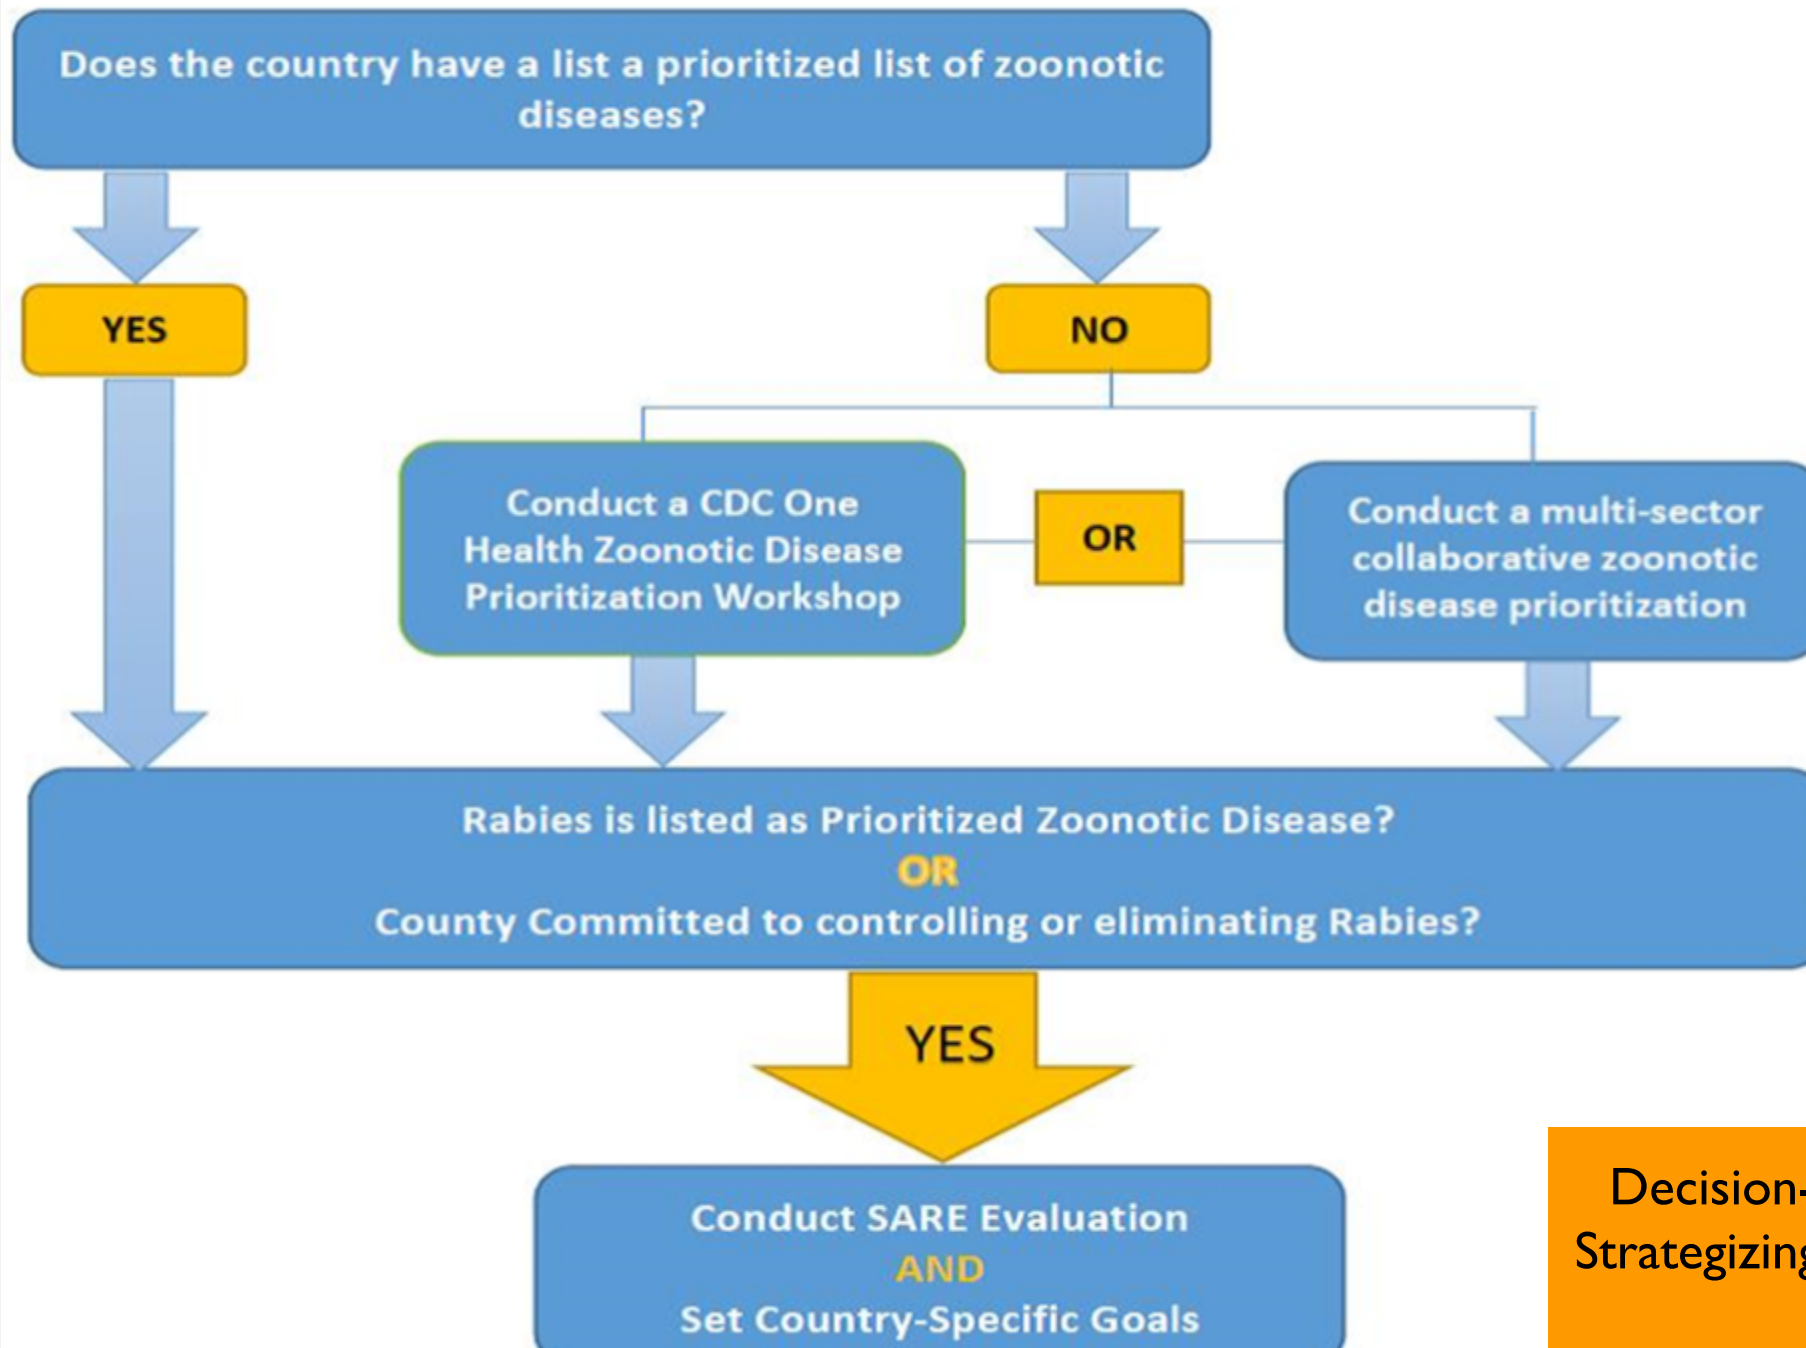 Does the country have a list a prioritized list of zoonotic
diseases?
YES
NO
Conduct a CDC One
Health Zoonotic Disease
Prioritization Workshop
OR
Conduct a multi-sector
collaborative zoonotic
disease prioritization
Rabies is listed as Prioritized Zoonotic Disease?
OR
County Committed to controlling or eliminating Rabies?
YES
Conduct SARE Evaluation
AND
Set Country-Specific Goals
Decision-
Strategizing